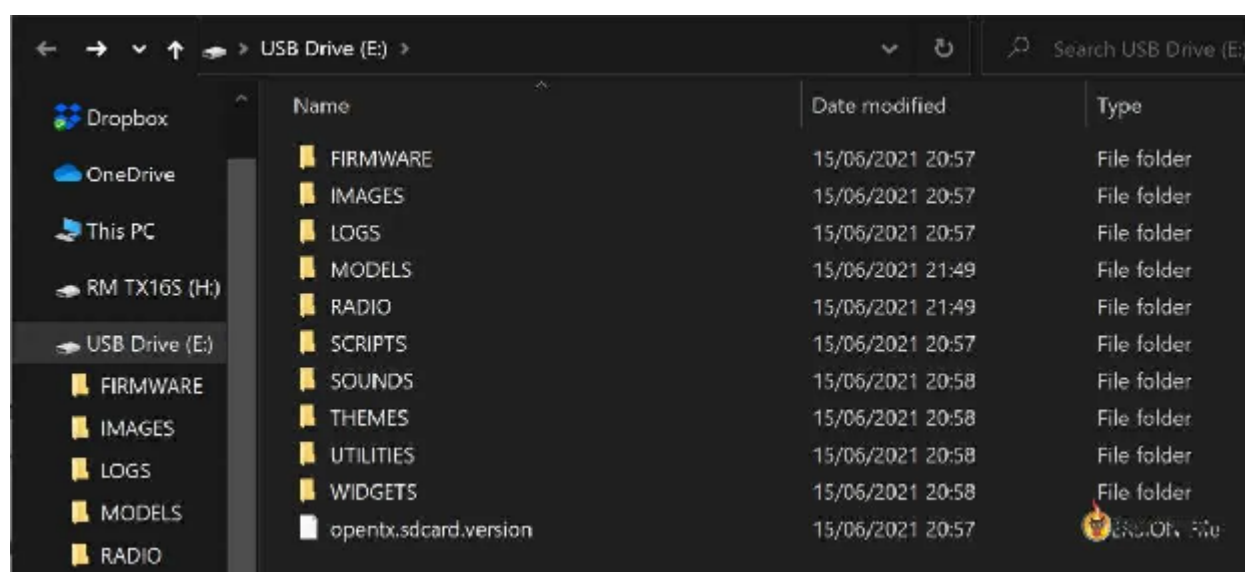 USB Drive (E:)
Search USB Drive (E:)
Name Date modified Type
Dropbox
OneDrive
This PC
RM TX16S (H:)
USB Drive (E:)
FIRMWARE
IMAGES
LOGS
MODELS
RADIO
FIRMWARE 15/06/2021 20:57 File folder
IMAGES 15/06/2021 20:57 File folder
LOGS 15/06/2021 20:57 File folder
MODELS 15/06/2021 21:49 File folder
RADIO 15/06/2021 21:49 File folder
SCRIPTS 15/06/2021 20:57 File folder
SOUNDS 15/06/2021 20:58 File folder
THEMES 15/06/2021 20:58 File folder
UTILITIES 15/06/2021 20:58 File folder
WIDGETS 15/06/2021 20:58 File folder
opentx.sdcard.version 15/06/2021 20:57 File